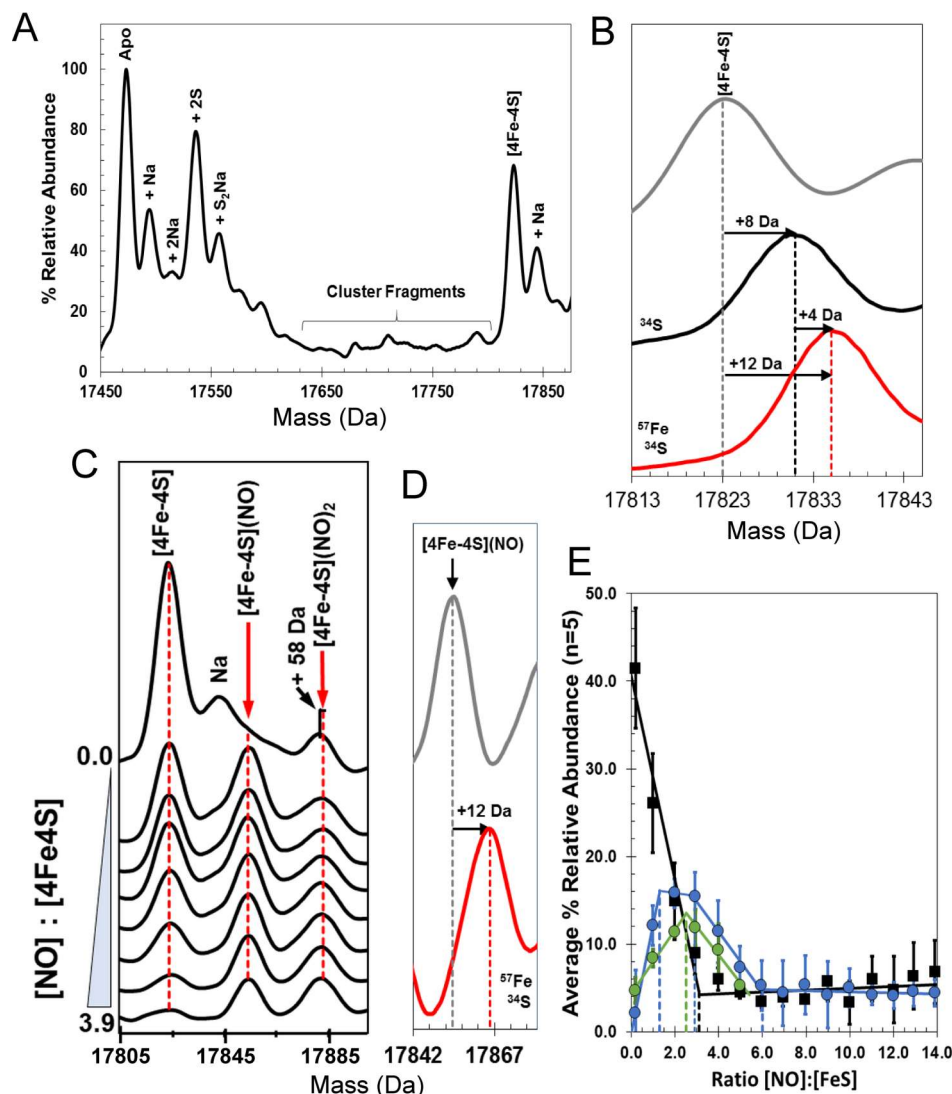 A
% Relative Abundance
100
80
60
40
20
0
Apo
+ Na
+ 2Na
+ 2S
+ S₂Na
Cluster Fragments
[4Fe-4S]
+ Na
17450
17550
17650
17750
17850
Mass (Da)
B
[4Fe-4S]
+8 Da
³⁴S
+4 Da
+12 Da
⁵⁷Fe
³⁴S
17813
17823
17833
17843
Mass (Da)
C
[4Fe-4S]
Na
[4Fe-4S](NO)
+ 58 Da
[4Fe-4S](NO)₂
0.0
[NO] : [4Fe4S]
3.9
17805
17845
17885
Mass (Da)
D
[4Fe-4S](NO)
+12 Da
⁵⁷Fe
³⁴S
17842
17867
E
Average % Relative Abundance (n=5)
50.0
40.0
30.0
20.0
10.0
0.0
0.0
2.0
4.0
6.0
8.0
10.0
12.0
14.0
Ratio [NO]:[FeS]